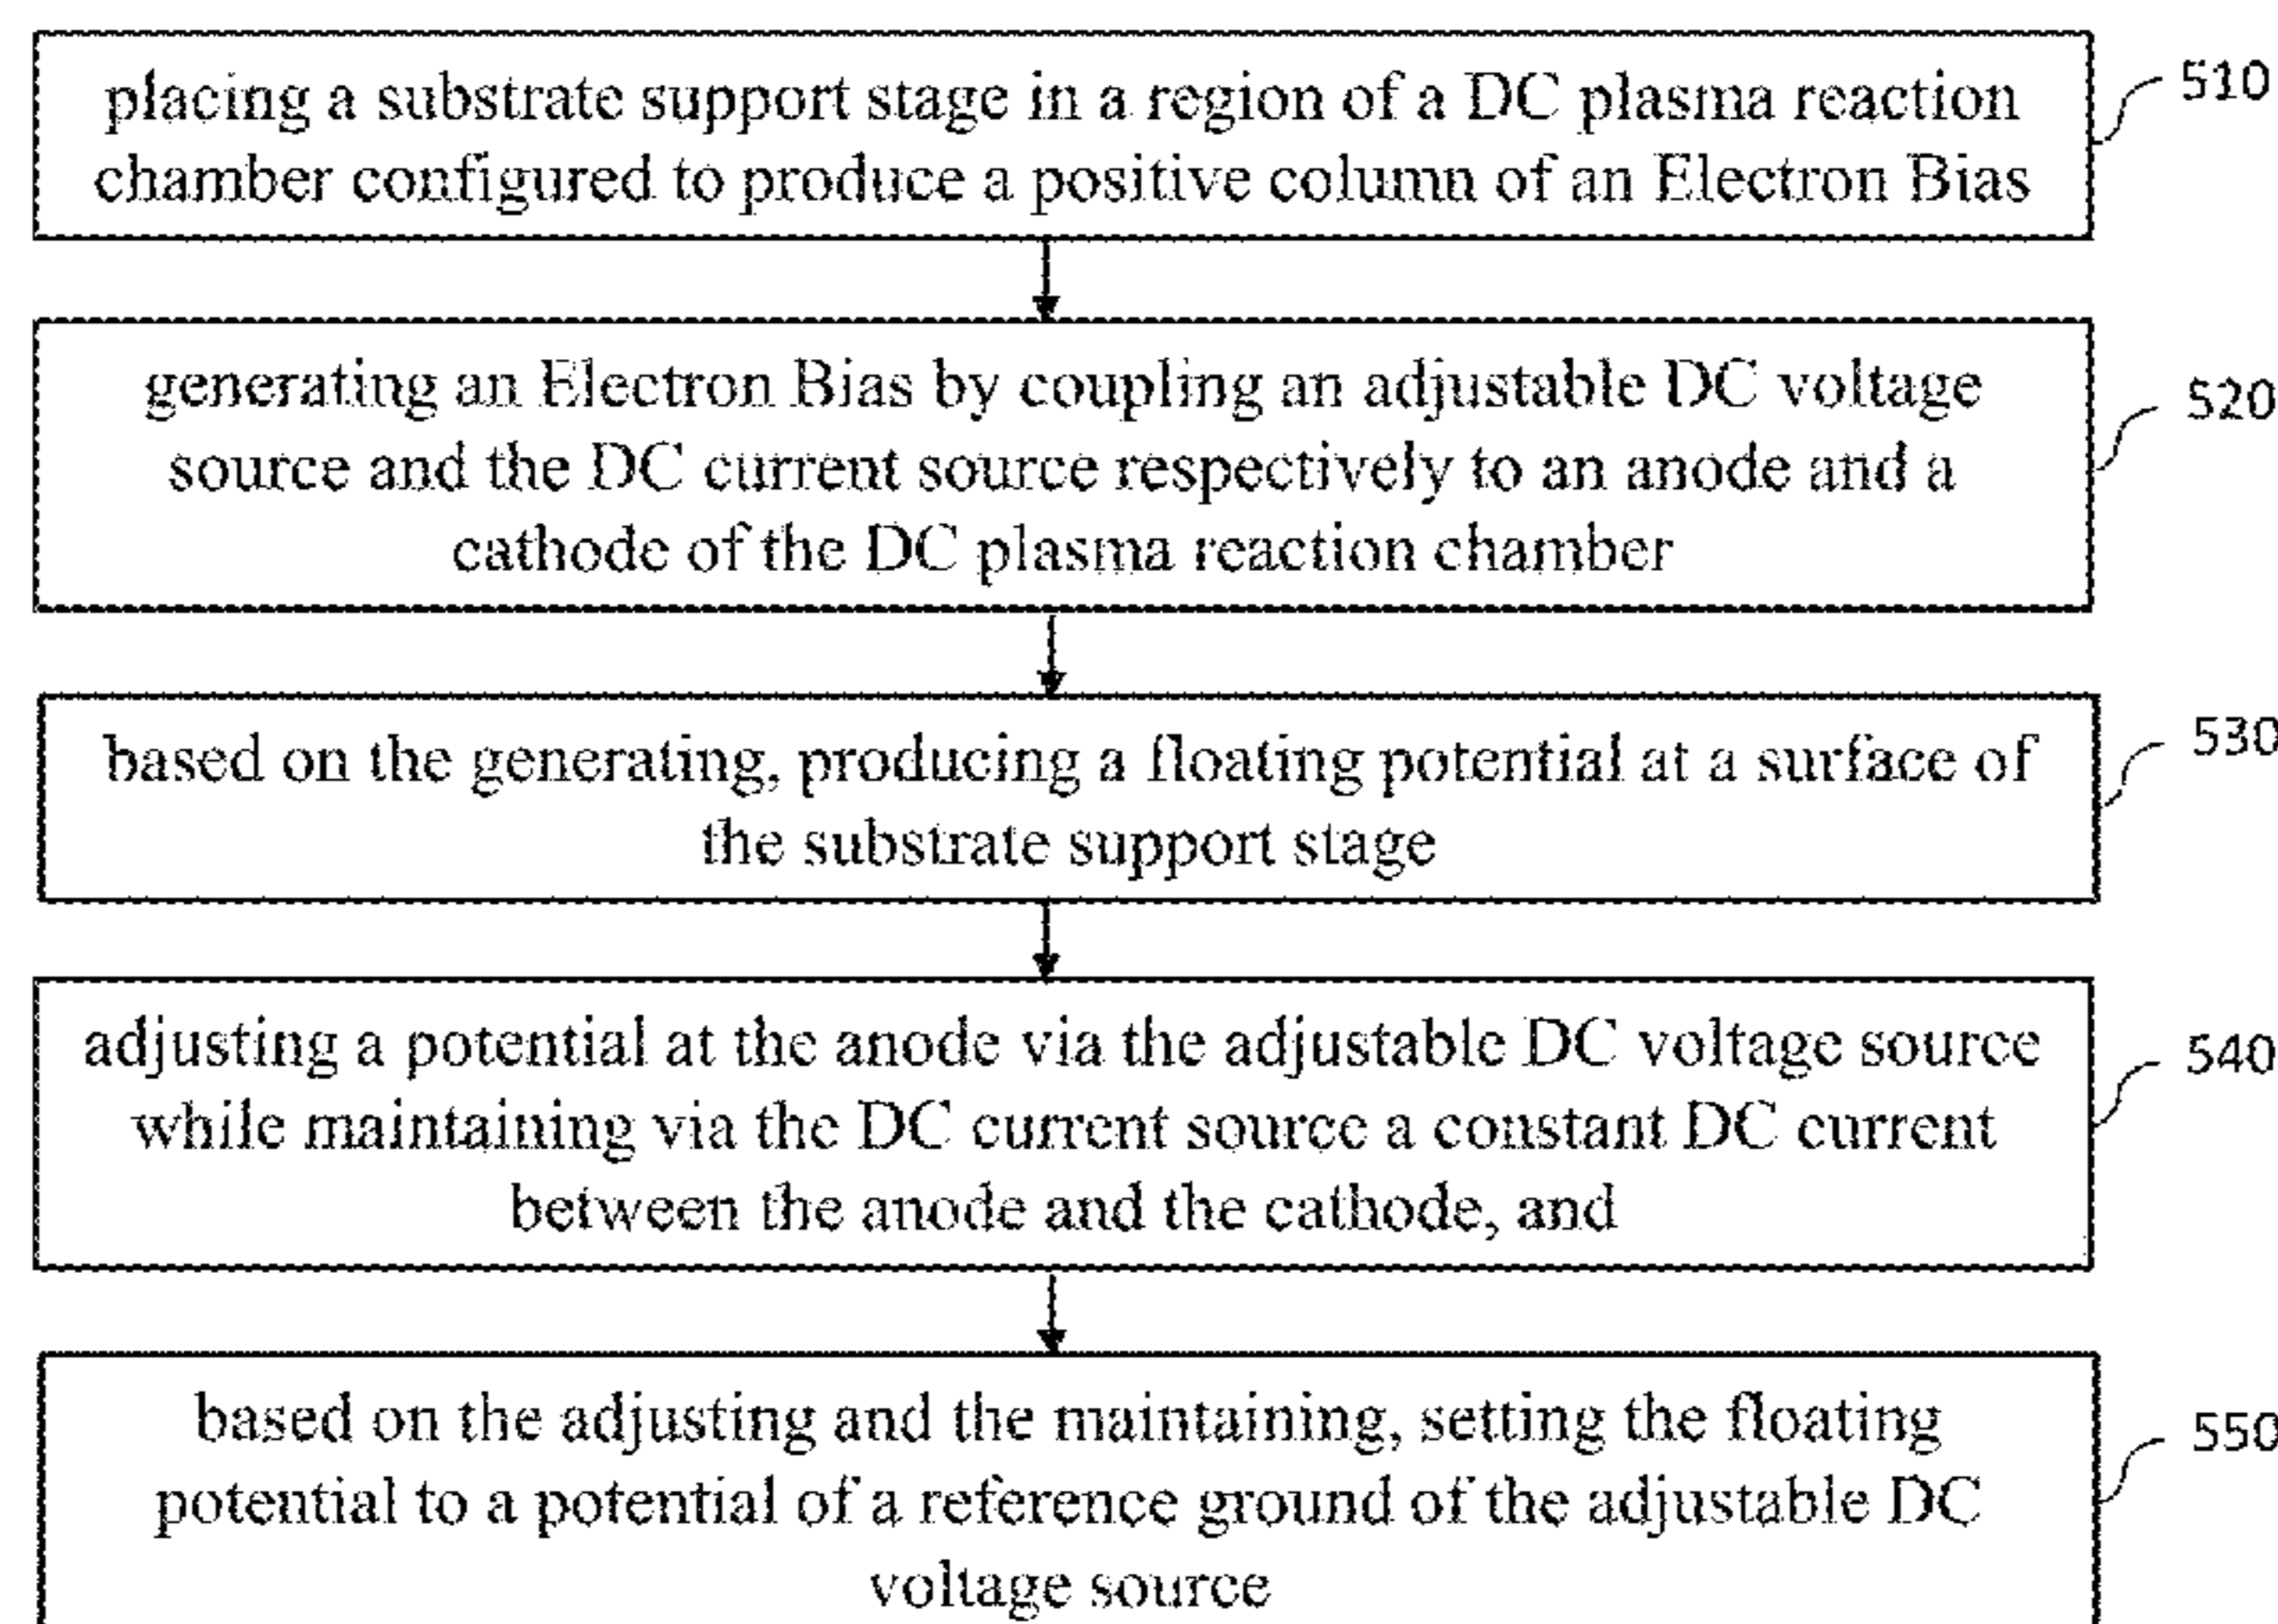 placing a substrate support stage in a region of a DC plasma reaction
chamber configured to produce a positive column of an Electron Bias
510
generating an Electron Bias by coupling an adjustable DC voltage
source and the DC current source respectively to an anode and a
cathode of the DC plasma reaction chamber
520
based on the generating, producing a floating potential at a surface of
the substrate support stage
530
adjusting a potential at the anode via the adjustable DC voltage source
while maintaining via the DC current source a constant DC current
between the anode and the cathode, and
540
based on the adjusting and the maintaining, setting the floating
potential to a potential of a reference ground of the adjustable DC
voltage source
550